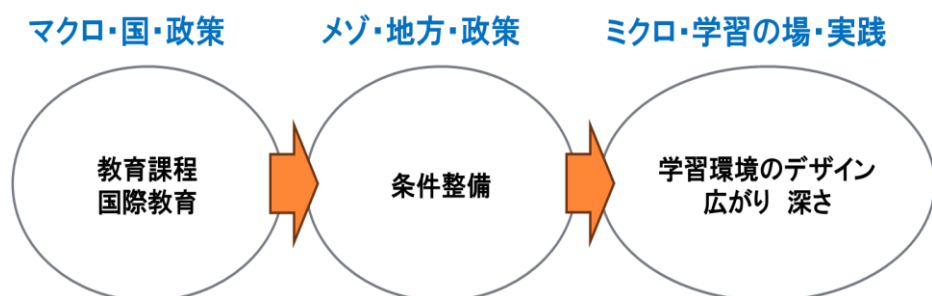 マクロ・国・政策
メゾ・地方・政策
ミクロ・学習の場・実践
教育課程
国際教育
条件整備
学習環境のデザイン
広がり 深さ